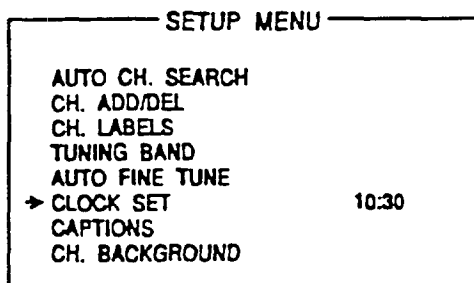 SETUP MENU
AUTO CH. SEARCH
CH. ADD/DEL
CH. LABELS
TUNING BAND
AUTO FINE TUNE
→ CLOCK SET 10:30
CAPTIONS
CH. BACKGROUND